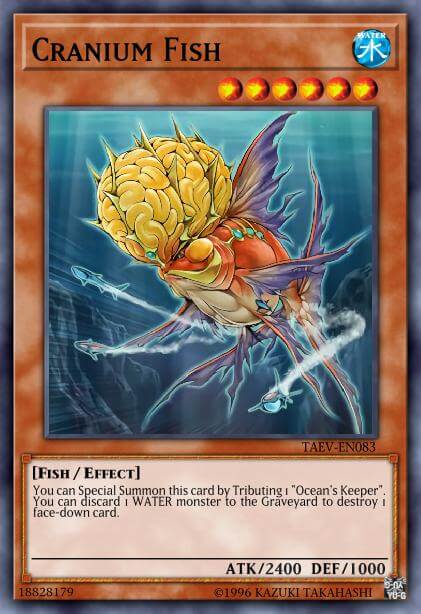 CRANIUM FISH
WATER
水
TAEV-EN083
[FISH / EFFECT]
You can Special Summon this card by Tributing 1 "Ocean's Keeper".
You can discard 1 WATER monster to the Graveyard to destroy 1
face-down card.
ATK/2400 DEF/1000
18828179
©1996 KAZUKI TAKAHASHI